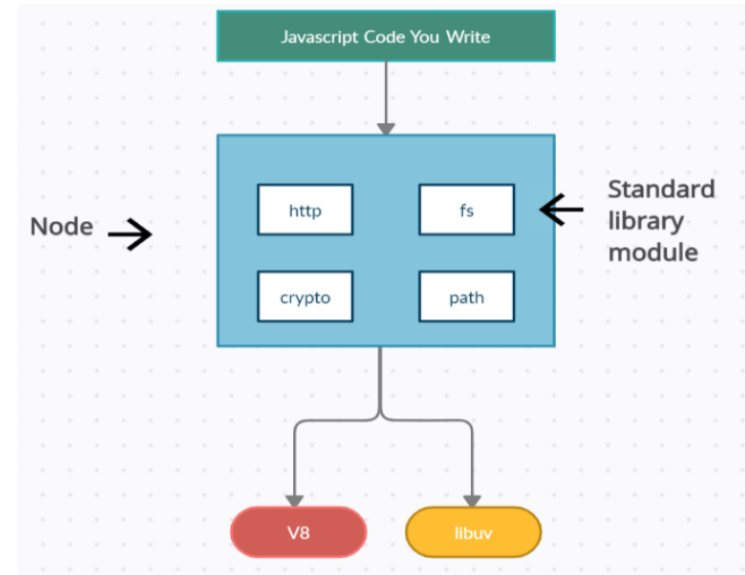 Javascript Code You Write
http
fs
Standard
library
module
Node
crypto
path
V8
libuv